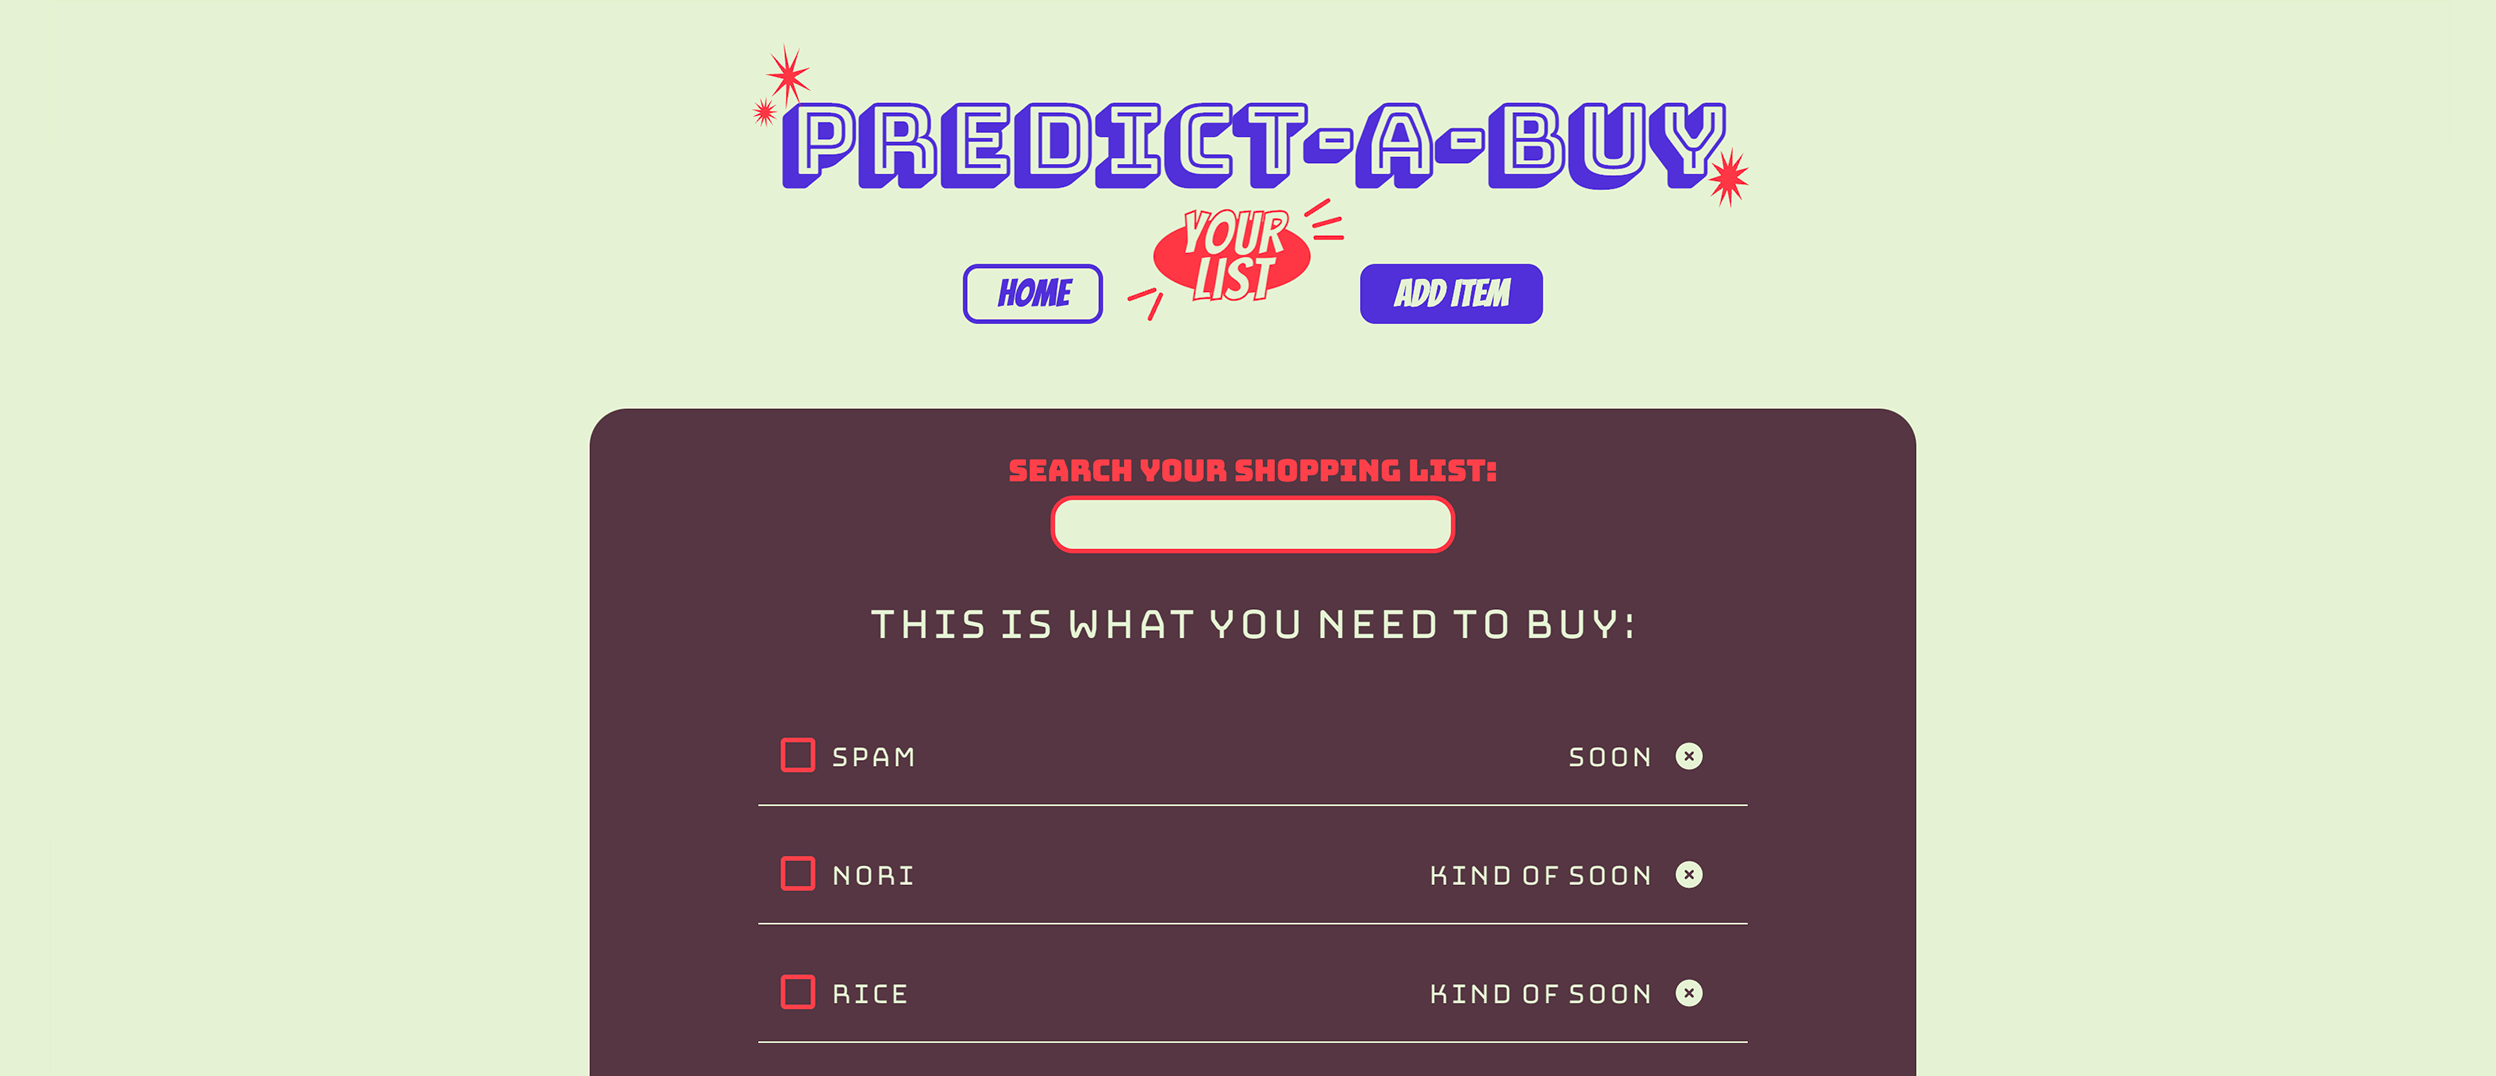 PREDICT-A-BUY
HOME
YOUR
LIST
ADD ITEM
SEARCH YOUR SHOPPING LIST:
THIS IS WHAT YOU NEED TO BUY:
SPAM SOON
NORI KIND OF SOON
RICE KIND OF SOON